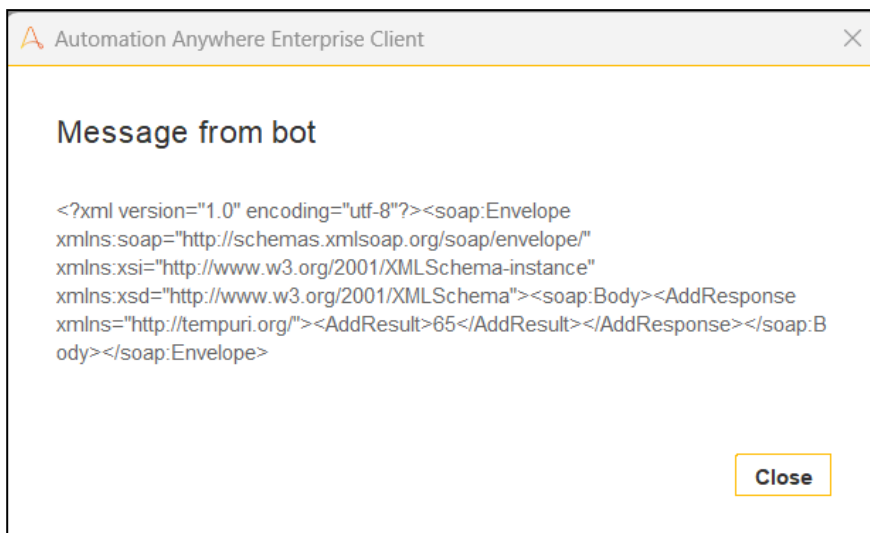 Automation Anywhere Enterprise Client
Message from bot
<?xml version="1.0" encoding="utf-8"?><soap:Envelope
xmlns:soap="http://schemas.xmlsoap.org/soap/envelope/"
xmlns:xsi="http://www.w3.org/2001/XMLSchema-instance"
xmlns:xsd="http://www.w3.org/2001/XMLSchema"><soap:Body><AddResponse
xmlns="http://tempuri.org/"><AddResult>65</AddResult></AddResponse></soap:B
ody></soap:Envelope>
Close